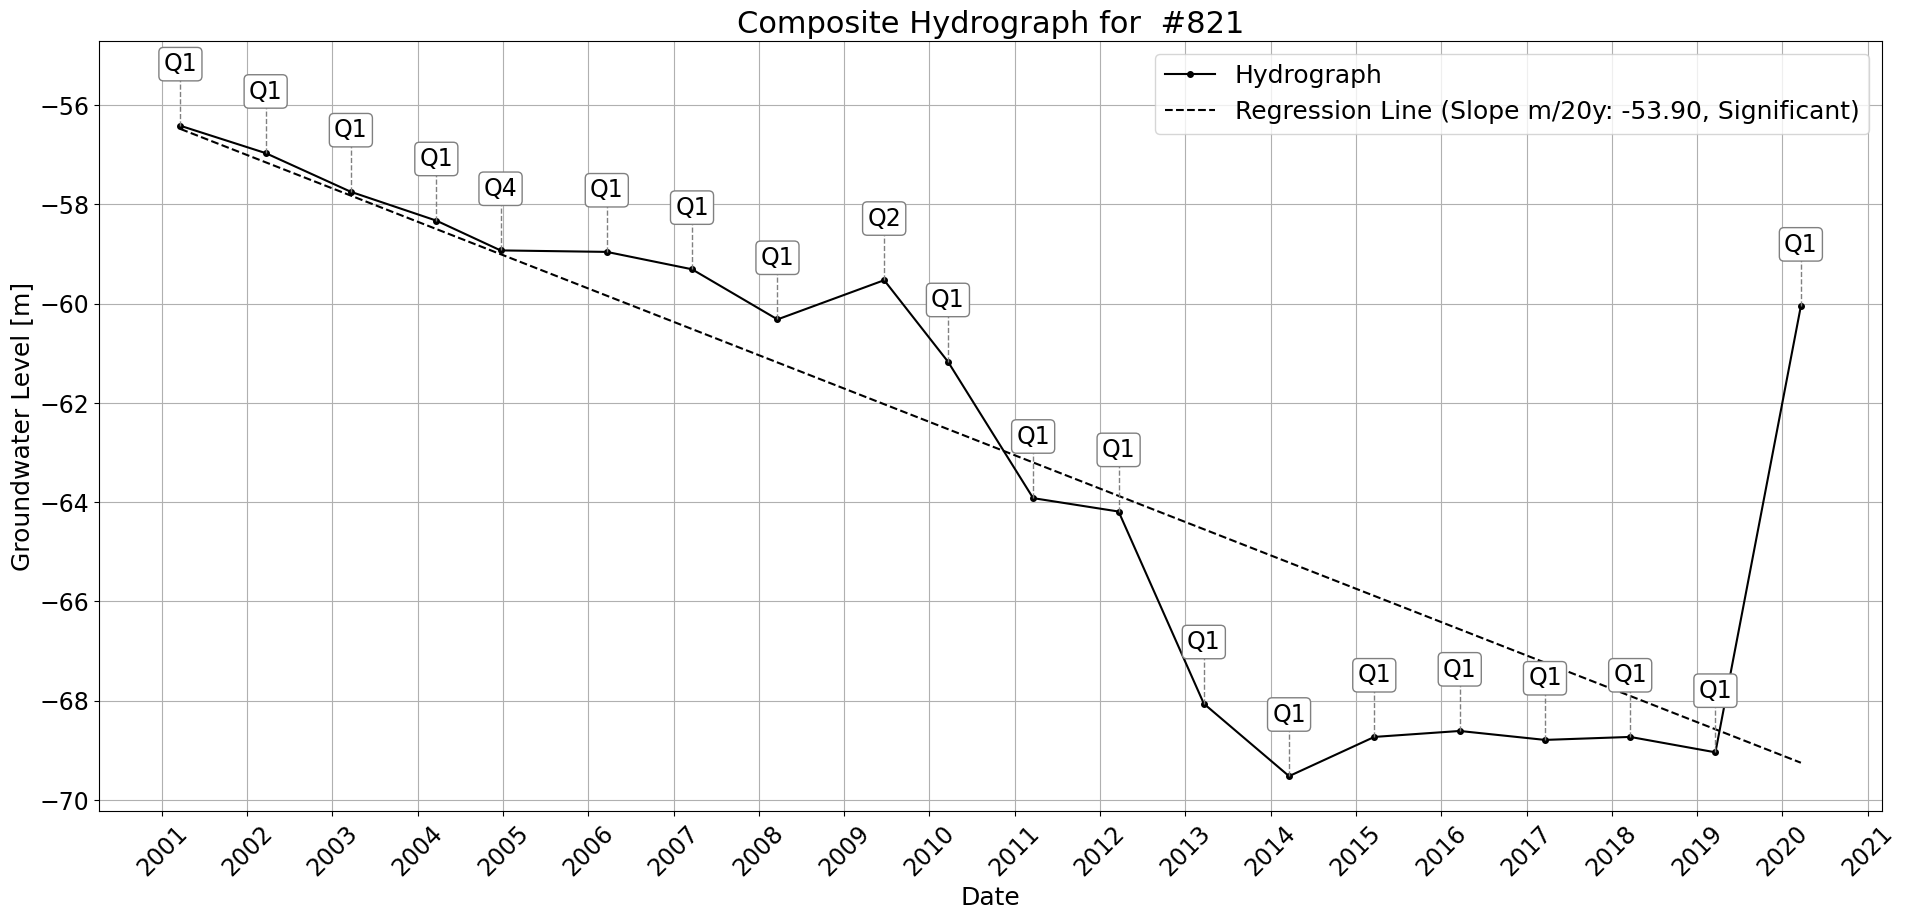 Composite Hydrograph for  #821
Hydrograph
Regression Line (Slope m/20y: -53.90, Significant)
Groundwater Level [m]
−56
−58
−60
−62
−64
−66
−68
−70
Q1
Q1
Q1
Q1
Q4
Q1
Q1
Q1
Q2
Q1
Q1
Q1
Q1
Q1
Q1
Q1
Q1
Q1
Q1
Q1
2001
2002
2003
2004
2005
2006
2007
2008
2009
2010
2011
2012
2013
2014
2015
2016
2017
2018
2019
2020
2021
Date